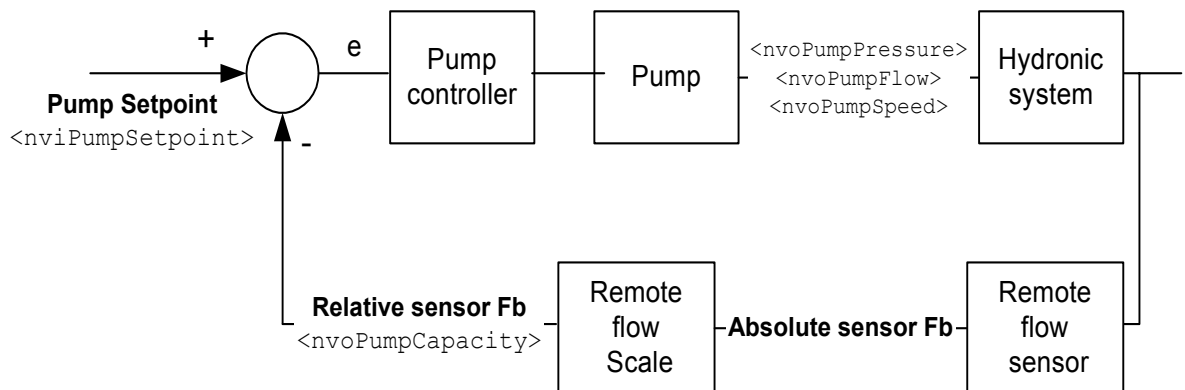 +
e
Pump
controller
Pump
<nvoPumpPressure>
<nvoPumpFlow>
<nvoPumpSpeed>
Hydronic
system
Pump Setpoint
<nviPumpSetpoint>
-
Relative sensor Fb
<nvoPumpCapacity>
Remote
flow
Scale
Absolute sensor Fb
Remote
flow
sensor